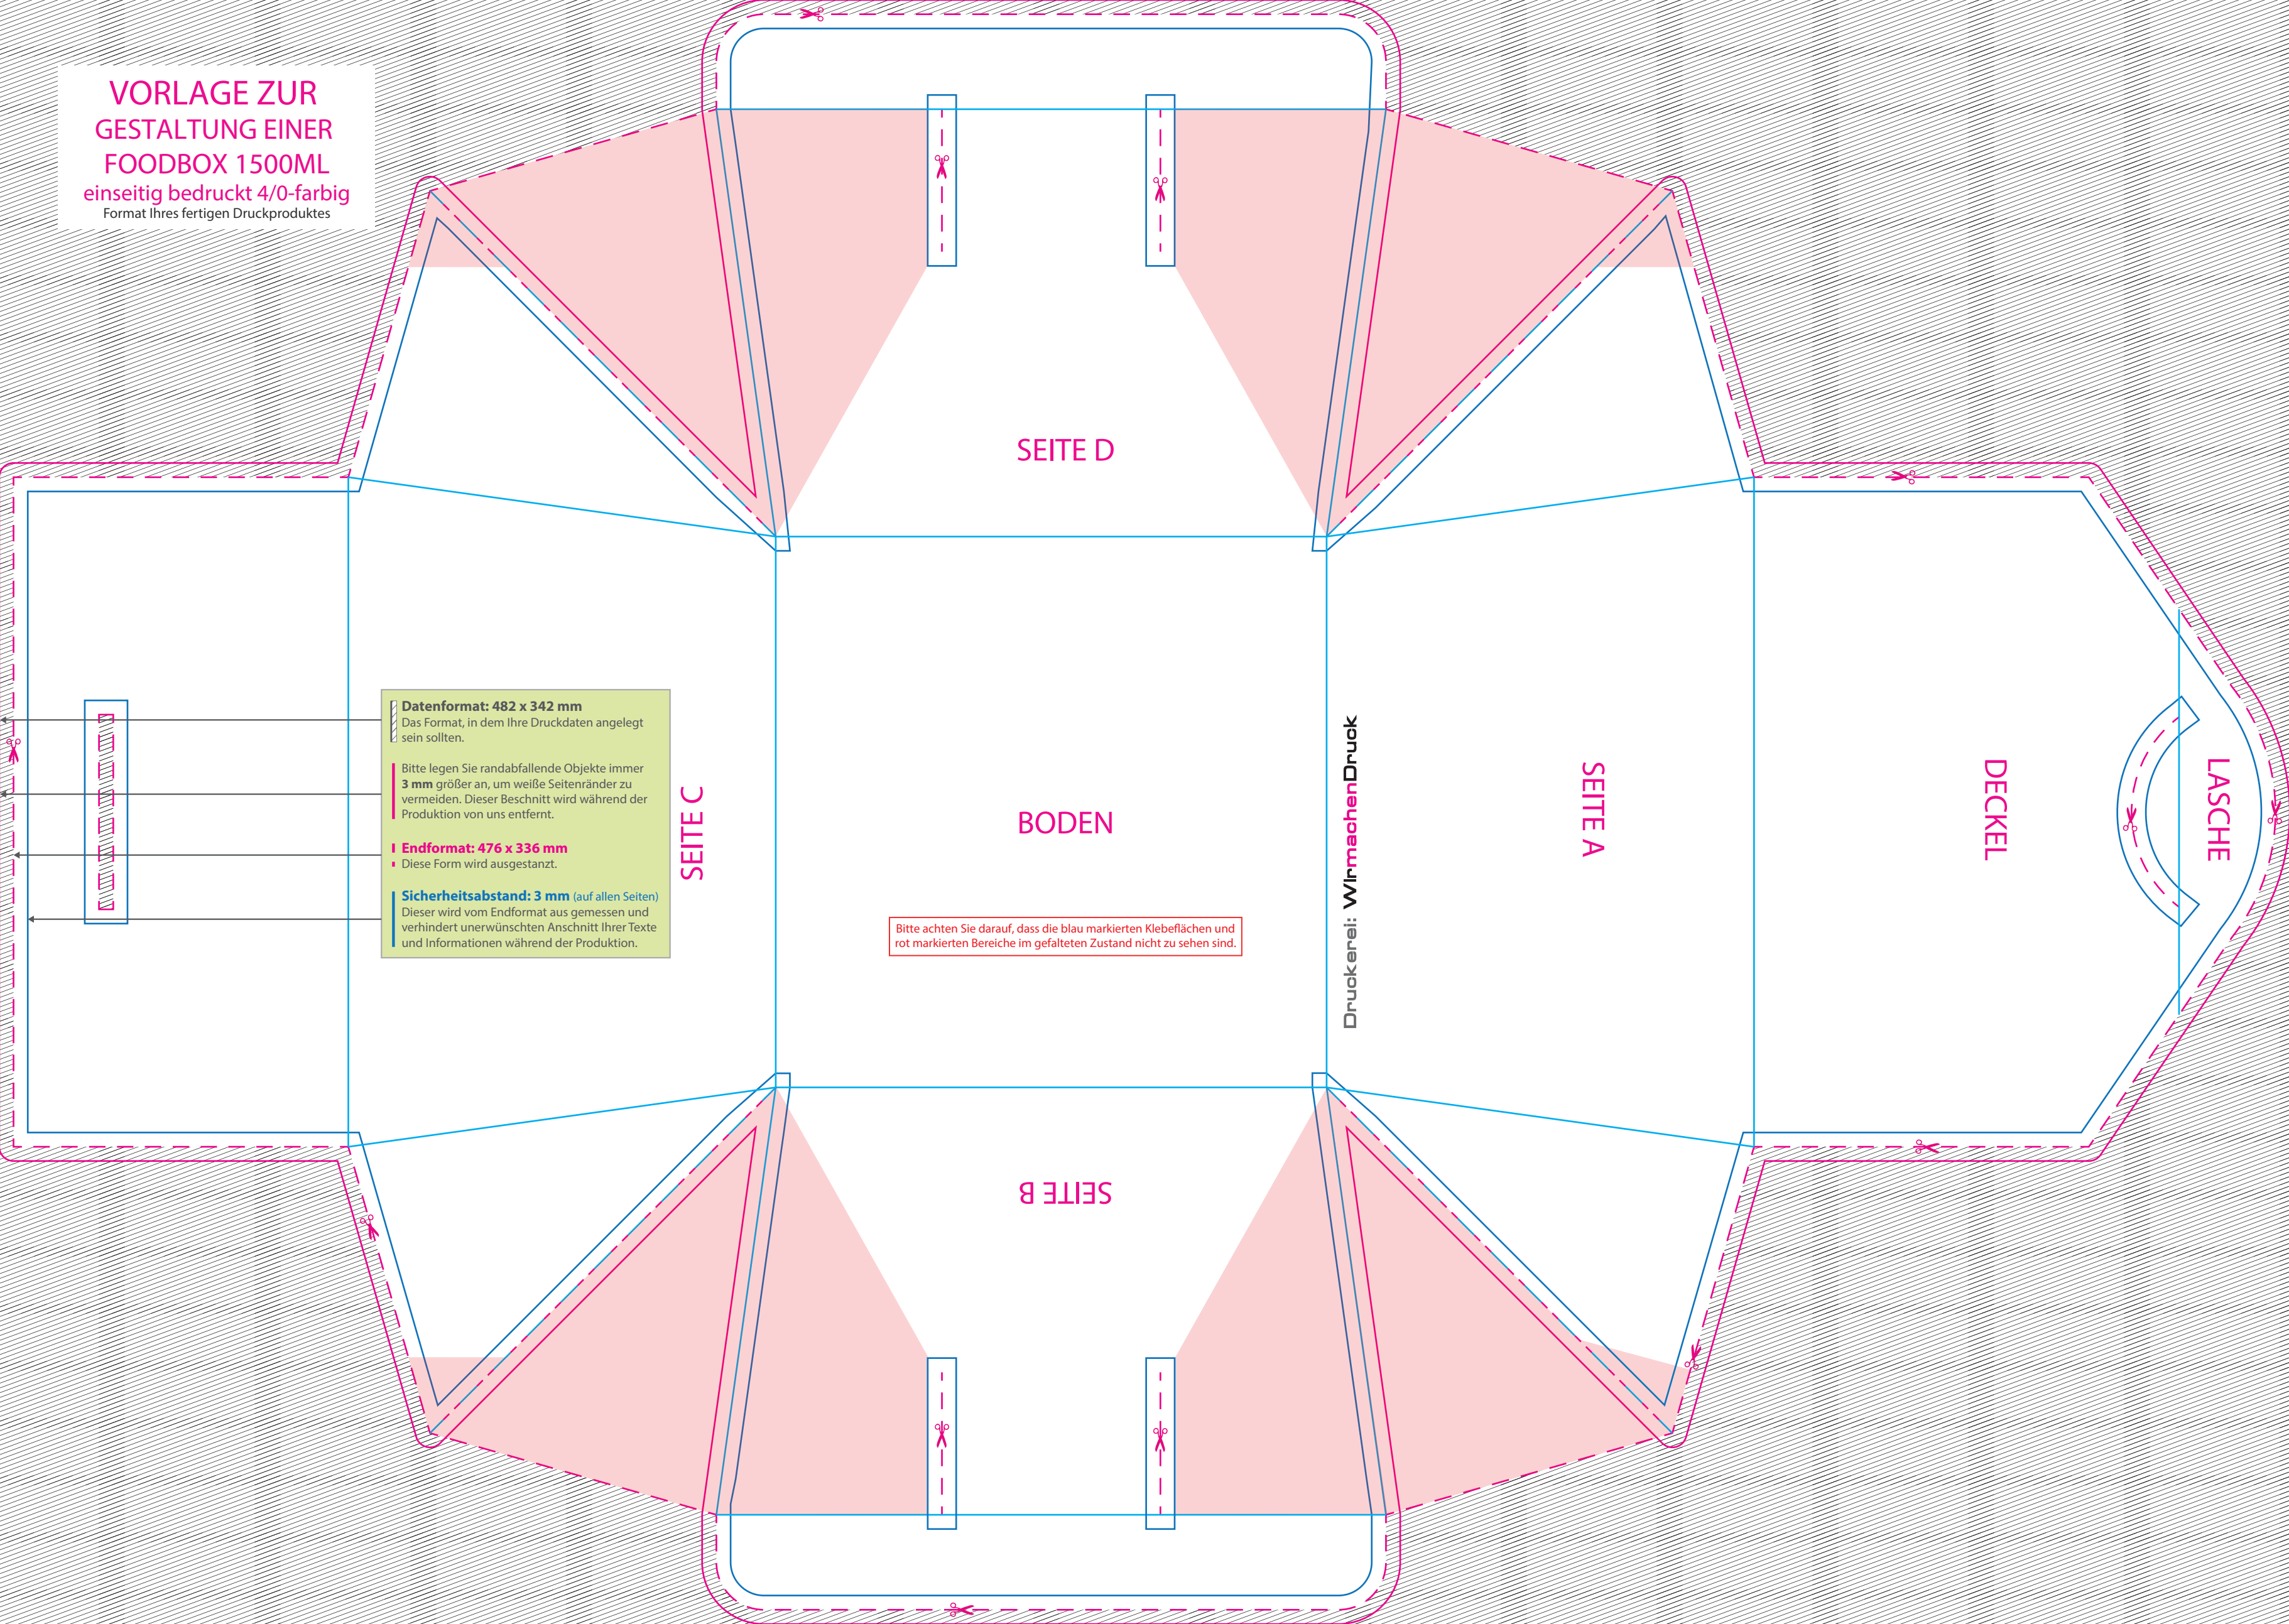 VORLAGE ZUR
GESTALTUNG EINER
FOODBOX 1500ML
einseitig bedruckt 4/0-farbig
Format Ihres fertigen Druckproduktes
SEITE D
Datenformat: 482 x 342 mm
Das Format, in dem Ihre Druckdaten angelegt
sein sollten.
Bitte legen Sie randabfallende Objekte immer
3 mm größer an, um weiße Seitenränder zu
vermeiden. Dieser Beschnitt wird während der
Produktion von uns entfernt.
Endformat: 476 x 336 mm
Diese Form wird ausgestanzt.
Sicherheitsabstand: 3 mm (auf allen Seiten)
Dieser wird vom Endformat aus gemessen und
verhindert unerwünschten Anschnitt Ihrer Texte
und Informationen während der Produktion.
SEITE C
BODEN
Bitte achten Sie darauf, dass die blau markierten Klebeflächen und
rot markierten Bereiche im gefalteten Zustand nicht zu sehen sind.
Druckerei: WIrmachenDruck
SEITE A
DECKEL
LASCHE
SEITE B